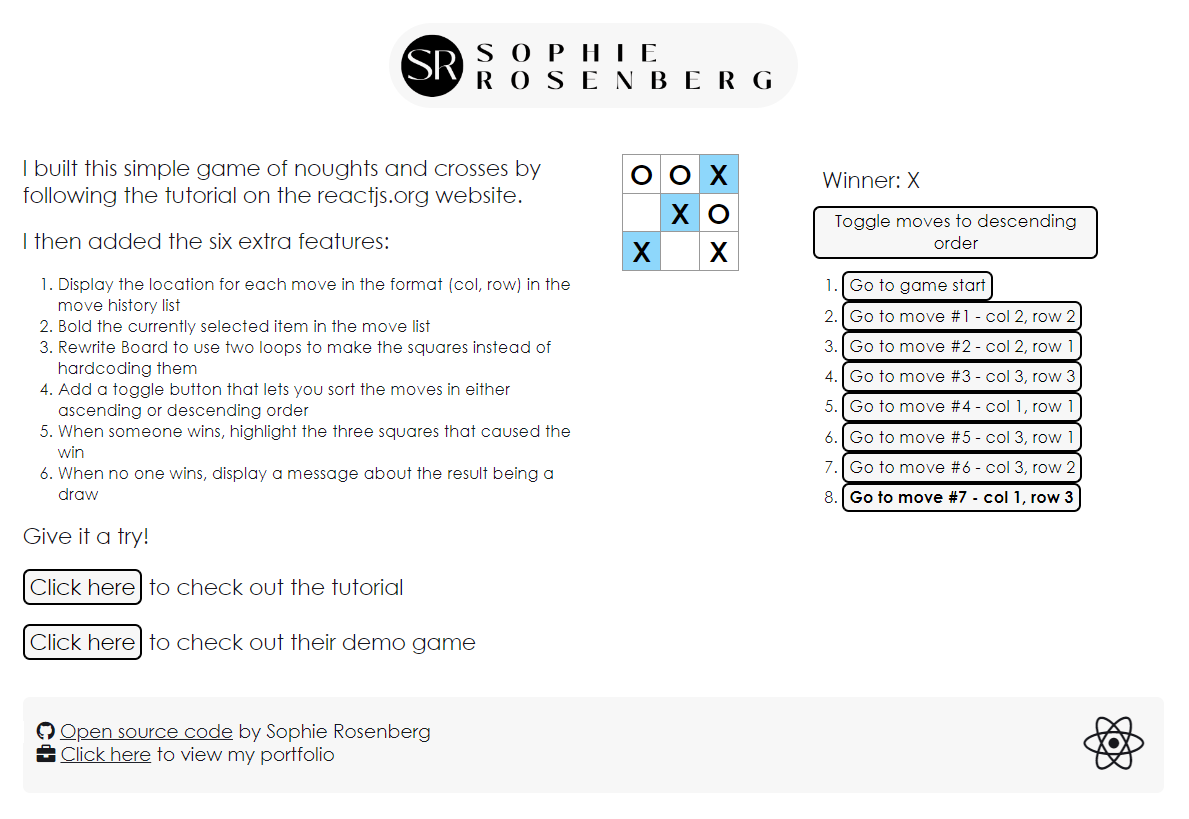 SR SOPHIE
ROSENBERG
I built this simple game of noughts and crosses by
following the tutorial on the reactjs.org website.
I then added the six extra features:
1. Display the location for each move in the format (col, row) in the
move history list
2. Bold the currently selected item in the move list
3. Rewrite Board to use two loops to make the squares instead of
hardcoding them
4. Add a toggle button that lets you sort the moves in either
ascending or descending order
5. When someone wins, highlight the three squares that caused the
win
6. When no one wins, display a message about the result being a
draw
Give it a try!
Click here to check out the tutorial
Click here to check out their demo game
O O X
X O
X X
Winner: X
Toggle moves to descending
order
1. Go to game start
2. Go to move #1 - col 2, row 2
3. Go to move #2 - col 2, row 1
4. Go to move #3 - col 3, row 3
5. Go to move #4 - col 1, row 1
6. Go to move #5 - col 3, row 1
7. Go to move #6 - col 3, row 2
8. Go to move #7 - col 1, row 3
Open source code by Sophie Rosenberg
Click here to view my portfolio